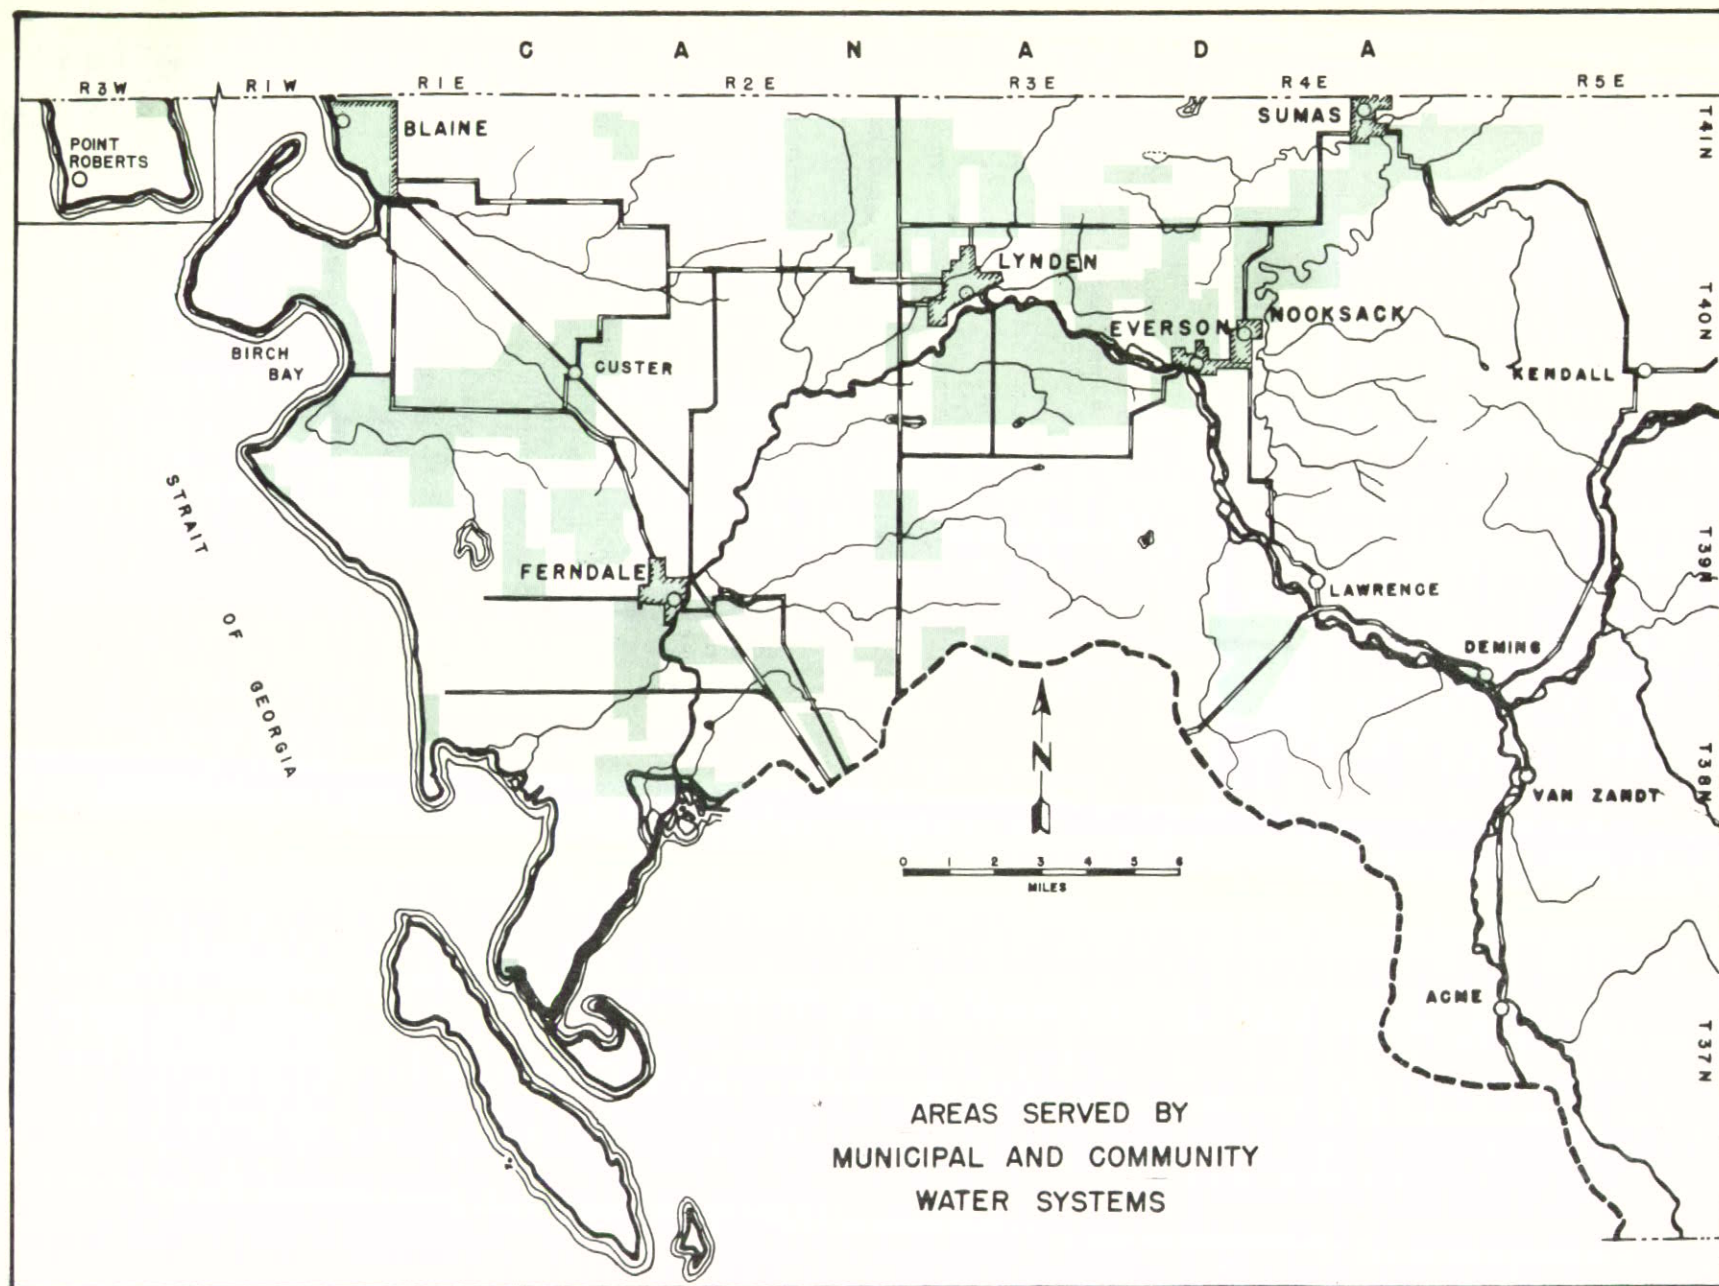 C A N A D A
R3W R1W R1E R2E R3E R4E R5E
SUMAS
BLAINE
T41N
POINT
ROBERTS
LYNDEN
T40N
EVERSON NOOKSACK
BIRCH
BAY
CUSTER
KENDALL
STRAIT OF GEORGIA
T39N
FERNDALE
LAWRENCE
DEMING
N
T38N
VAN ZANDT
0 1 2 3 4 5 6
MILES
ACME
T37N
AREAS SERVED BY
MUNICIPAL AND COMMUNITY
WATER SYSTEMS